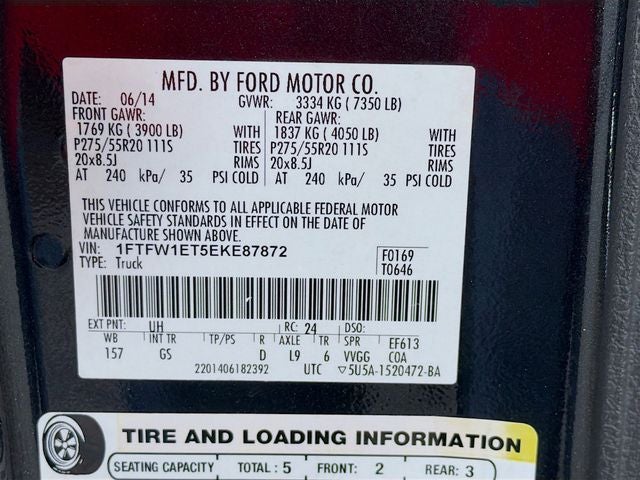 MFD. BY FORD MOTOR CO.
DATE: 06/14 GVWR: 3334 KG ( 7350 LB)
FRONT GAWR: REAR GAWR:
1769 KG ( 3900 LB) WITH 1837 KG ( 4050 LB) WITH
P275/55R20 111S TIRES P275/55R20 111S TIRES
20x8.5J RIMS 20x8.5J RIMS
AT 240 kPa/ 35 PSI COLD AT 240 kPa/ 35 PSI COLD
THIS VEHICLE CONFORMS TO ALL APPLICABLE FEDERAL MOTOR
VEHICLE SAFETY STANDARDS IN EFFECT ON THE DATE OF
MANUFACTURE SHOWN ABOVE.
VIN: 1FTFW1ET5EKE87872 F0169
TYPE: Truck T0646
EXT PNT: UH RC: 24 DSO:
WB INT TR TP/PS R AXLE TR SPR EF613
157 GS D L9 6 VVGG COA
2201406182392 UTC ▽5U5A-1520472-BA
TIRE AND LOADING INFORMATION
SEATING CAPACITY TOTAL : 5 FRONT: 2 REAR: 3